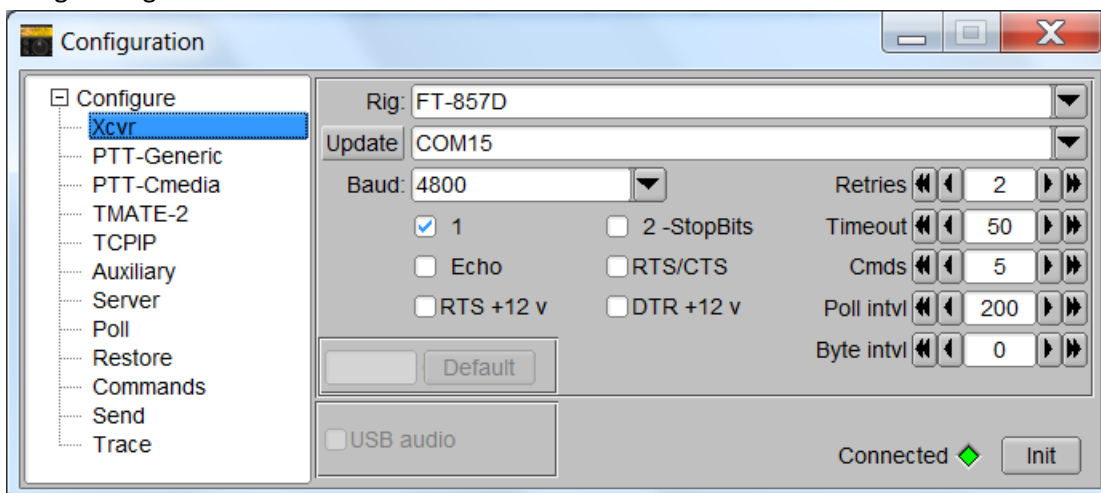 Configuration
Configure
Xcvr
PTT-Generic
PTT-Cmedia
TMATE-2
TCPIP
Auxiliary
Server
Poll
Restore
Commands
Send
Trace
Rig: FT-857D
Update COM15
Baud: 4800 Retries 2
1 2 -StopBits Timeout 50
Echo RTS/CTS Cmds 5
RTS +12 v DTR +12 v Poll intvl 200
Byte intvl 0
Default
USB audio
Connected Init